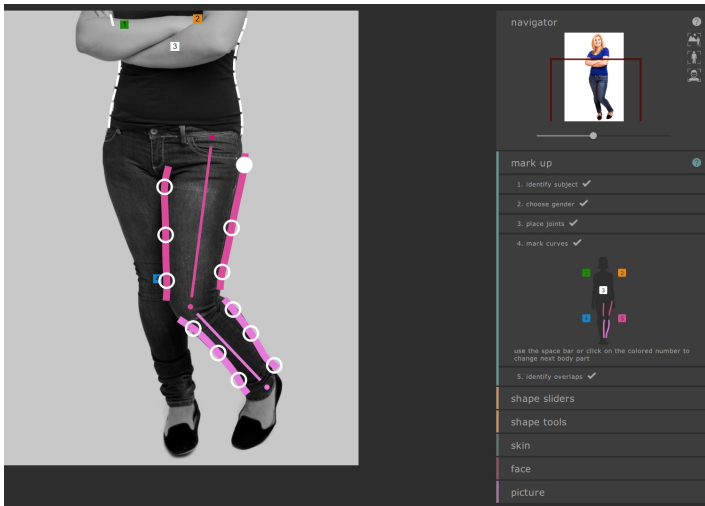 1
2
3
4
navigator
?
mark up
?
1. identify subject
2. choose gender
3. place joints
4. mark curves
1
2
3
4
5
use the space bar or click on the colored number to
change next body part
5. identify overlaps
shape sliders
shape tools
skin
face
picture